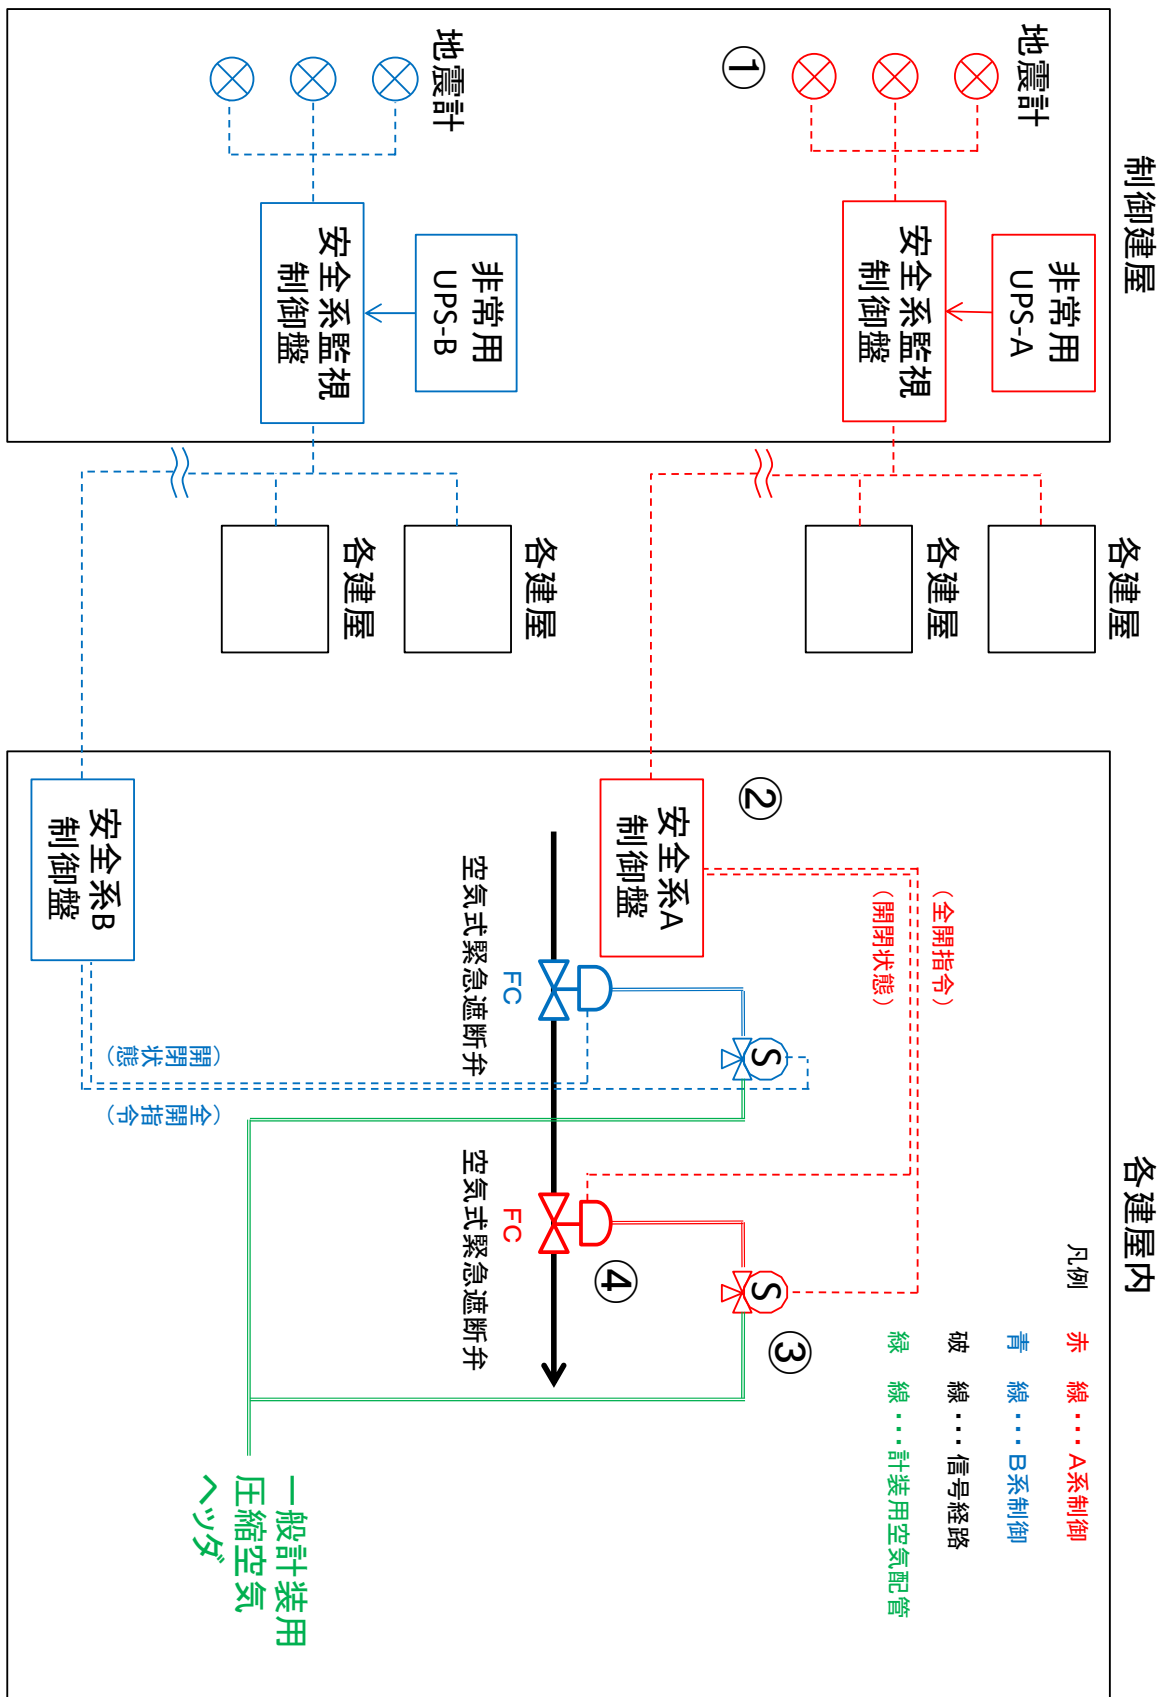 制御建屋
地震計
①
非常用
UPS-A
安全系監視
制御盤
地震計
非常用
UPS-B
安全系監視
制御盤
各建屋
各建屋
各建屋
各建屋
各建屋内
凡例
赤 線・・・A系制御
青 線・・・B系制御
破 線・・・信号経路
緑 線・・・計装用空気配管
②
安全系A
制御盤
(全開指令)
(開閉状態)
S
③
④
FC
空気式緊急遮断弁
S
FC
空気式緊急遮断弁
安全系B
制御盤
(開閉状態)
(全開指令)
一般計装用
圧縮空気
ヘッダ